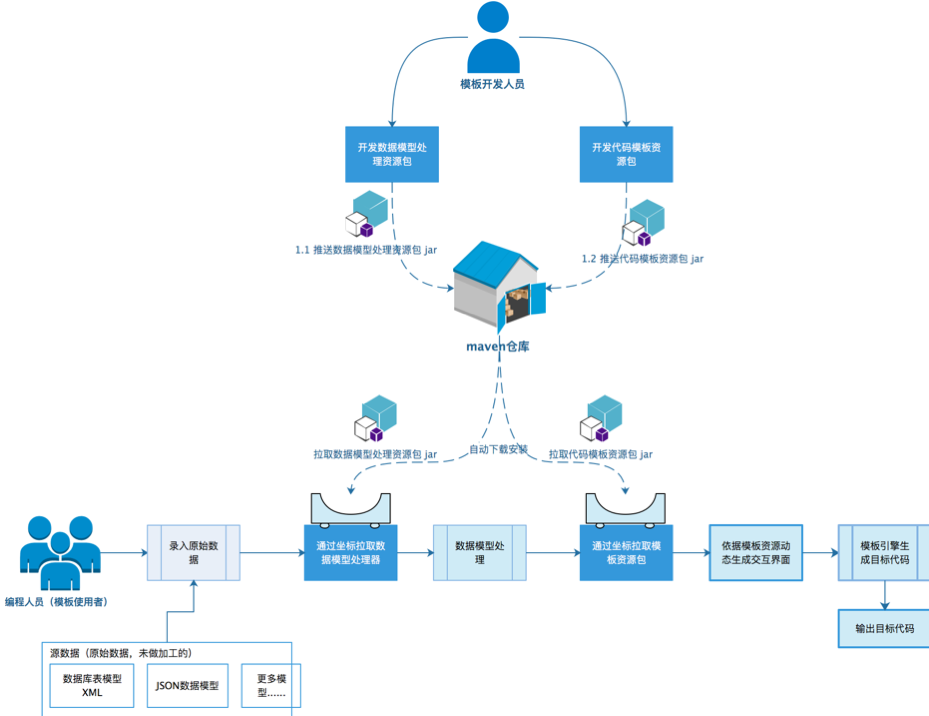 模板开发人员
开发数据模型处
理资源包
开发代码模板资
源包
1.1 推送数据模型处理资源包 jar
1.2 推送代码模板资源包 jar
maven仓库
自动下载安装
拉取数据模型处理资源包 jar
拉取代码模板资源包 jar
录入原始数
据
通过坐标拉取数
据模型处理器
数据模型处
理
通过坐标拉取模
板资源包
依据模板资源动
态生成交互界面
模板引擎生
成目标代码
编程人员（模板使用者）
输出目标代码
源数据（原始数据，未做加工的）
数据库表模型
XML
JSON数据模型
更多模
型......